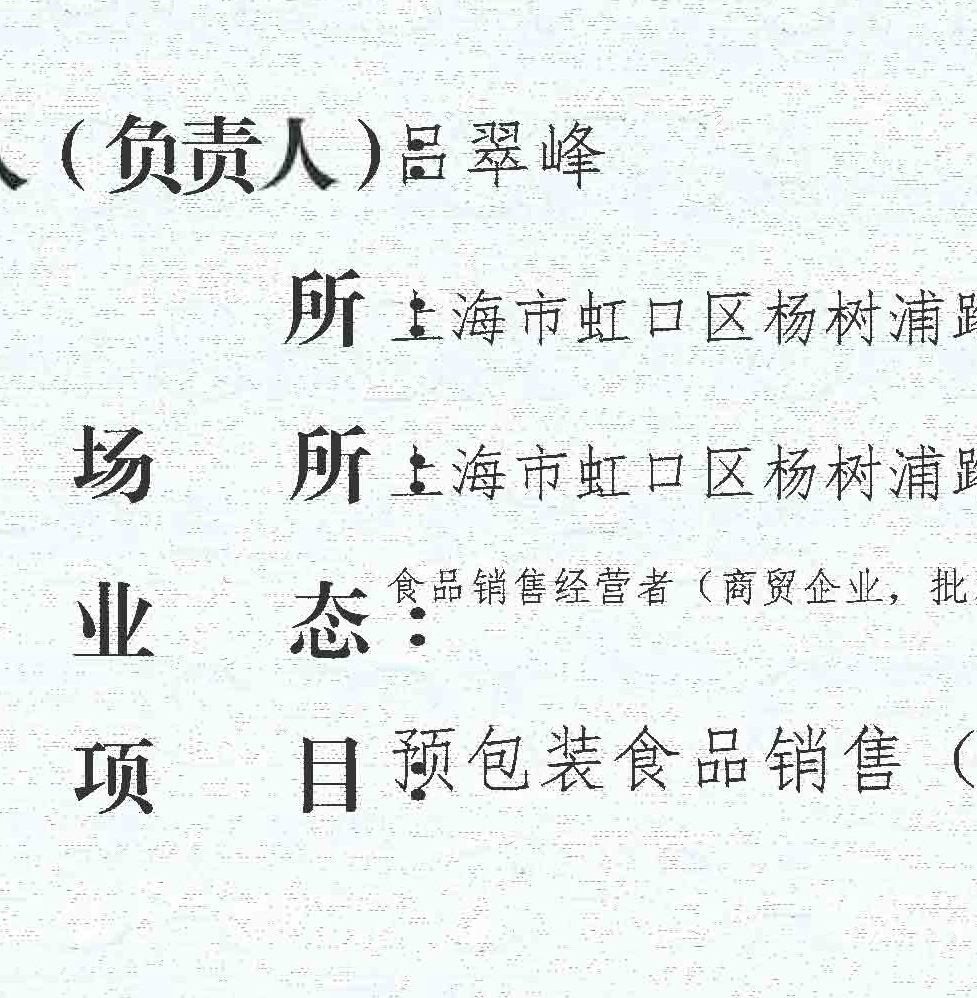 人（负责人）：吕翠峰
所：上海市虹口区杨树浦路
场 所：上海市虹口区杨树浦路
业 态：食品销售经营者（商贸企业，批
项 目：预包装食品销售（